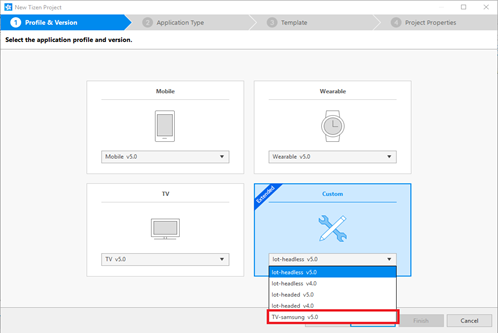 New Tizen Project
1 Profile & Version
2 Application Type
3 Template
4 Project Properties
Select the application profile and version.
Mobile
Mobile v5.0
Wearable
Wearable v5.0
TV
TV v5.0
Extended
Custom
Iot-headless v5.0
Iot-headless v5.0
Iot-headless v4.0
Iot-headed v5.0
Iot-headed v4.0
TV-samsung v5.0
Finish
Cancel